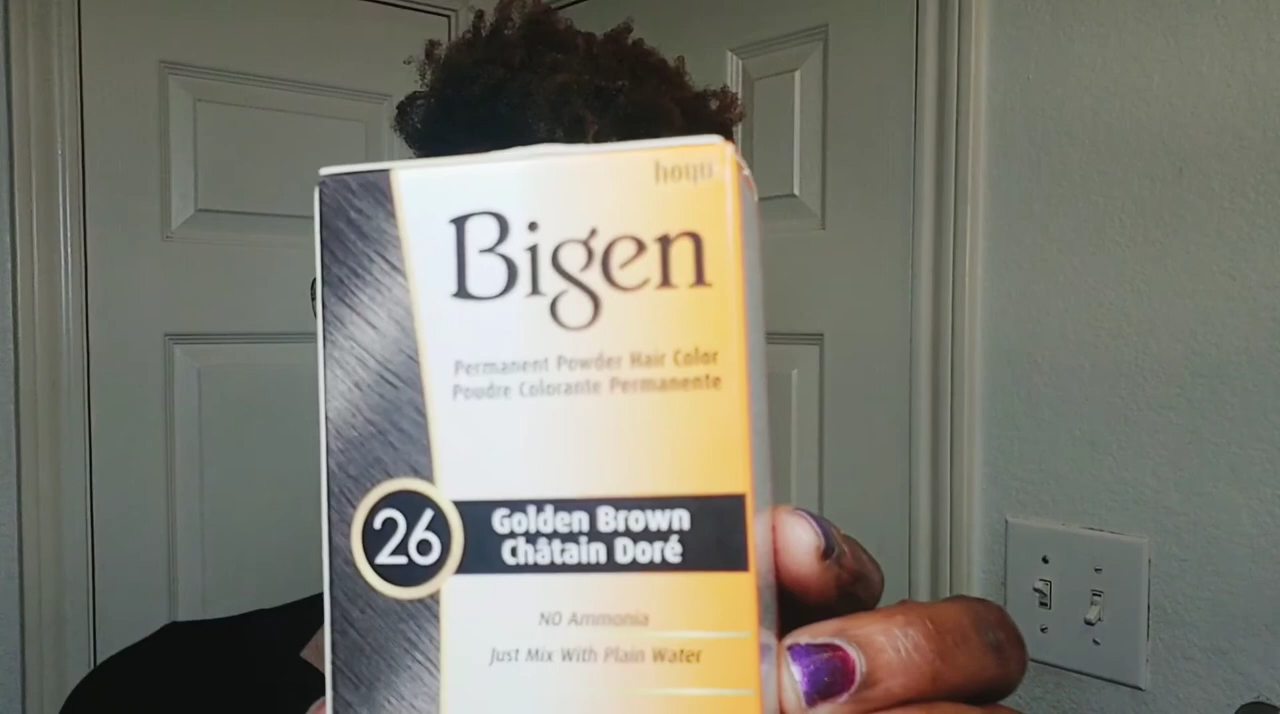 hoyu
Bigen
Permanent Powder Hair Color
Poudre Colorante Permanente
26
Golden Brown
Châtain Doré
NO Ammonia
Just Mix With Plain Water